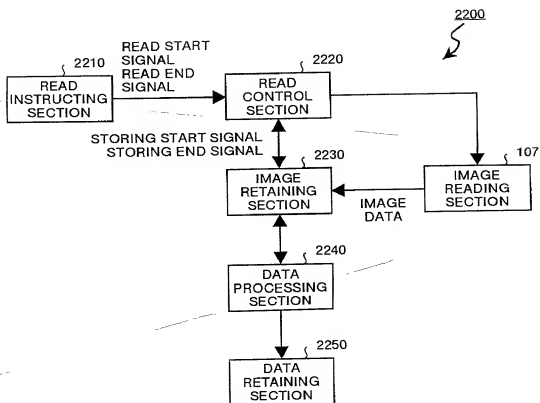 2200
2210
READ START
SIGNAL
READ END
SIGNAL
2220
READ
INSTRUCTING
SECTION
READ
CONTROL
SECTION
STORING START SIGNAL
STORING END SIGNAL
2230
107
IMAGE
RETAINING
SECTION
IMAGE
DATA
IMAGE
READING
SECTION
2240
DATA
PROCESSING
SECTION
2250
DATA
RETAINING
SECTION